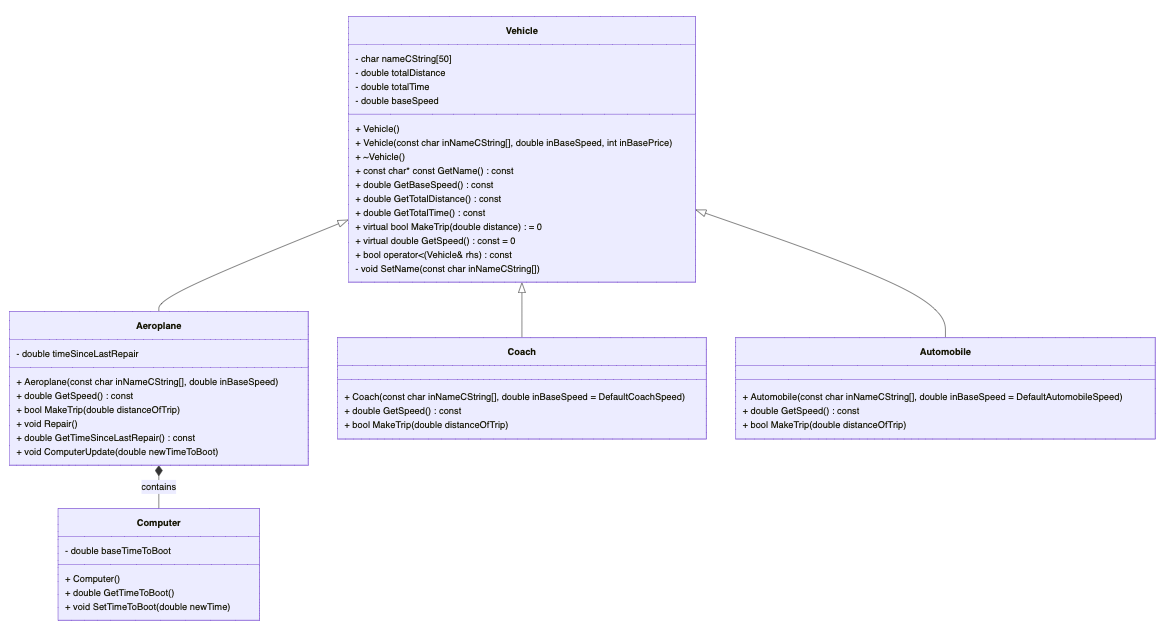 Vehicle
- char nameCString[50]
- double totalDistance
- double totalTime
- double baseSpeed
+ Vehicle()
+ Vehicle(const char inNameCString[], double inBaseSpeed, int inBasePrice)
+ ~Vehicle()
+ const char* const GetName() : const
+ double GetBaseSpeed() : const
+ double GetTotalDistance() : const
+ double GetTotalTime() : const
+ virtual bool MakeTrip(double distance) : = 0
+ virtual double GetSpeed() : const = 0
+ bool operator<(Vehicle& rhs) : const
- void SetName(const char inNameCString[])
Aeroplane
- double timeSinceLastRepair
+ Aeroplane(const char inNameCString[], double inBaseSpeed)
+ double GetSpeed() : const
+ bool MakeTrip(double distanceOfTrip)
+ void Repair()
+ double GetTimeSinceLastRepair() : const
+ void ComputerUpdate(double newTimeToBoot)
Coach
+ Coach(const char inNameCString[], double inBaseSpeed = DefaultCoachSpeed)
+ double GetSpeed() : const
+ bool MakeTrip(double distanceOfTrip)
Automobile
+ Automobile(const char inNameCString[], double inBaseSpeed = DefaultAutomobileSpeed)
+ double GetSpeed() : const
+ bool MakeTrip(double distanceOfTrip)
contains
Computer
- double baseTimeToBoot
+ Computer()
+ double GetTimeToBoot()
+ void SetTimeToBoot(double newTime)